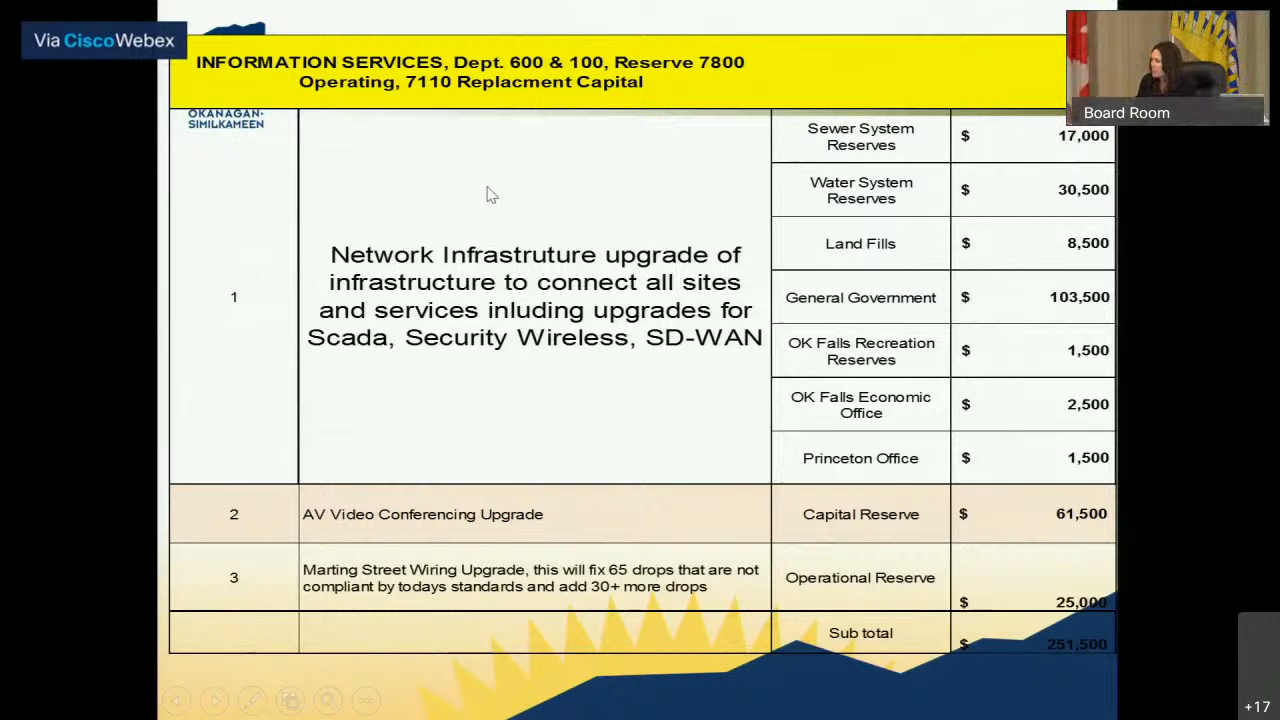 Via Cisco Webex
INFORMATION SERVICES, Dept. 600 & 100, Reserve 7800
Operating, 7110 Replacment Capital
Board Room
OKANAGAN-
SIMILKAMEEN
1
Network Infrastruture upgrade of
infrastructure to connect all sites
and services inluding upgrades for
Scada, Security Wireless, SD-WAN
Sewer System
Reserves
$ 17,000
Water System
Reserves
$ 30,500
Land Fills
$ 8,500
General Government
$ 103,500
OK Falls Recreation
Reserves
$ 1,500
OK Falls Economic
Office
$ 2,500
Princeton Office
$ 1,500
2
AV Video Conferencing Upgrade
Capital Reserve
$ 61,500
3
Marting Street Wiring Upgrade, this will fix 65 drops that are not
compliant by todays standards and add 30+ more drops
Operational Reserve
$ 25,000
Sub total
$ 251,500
+17